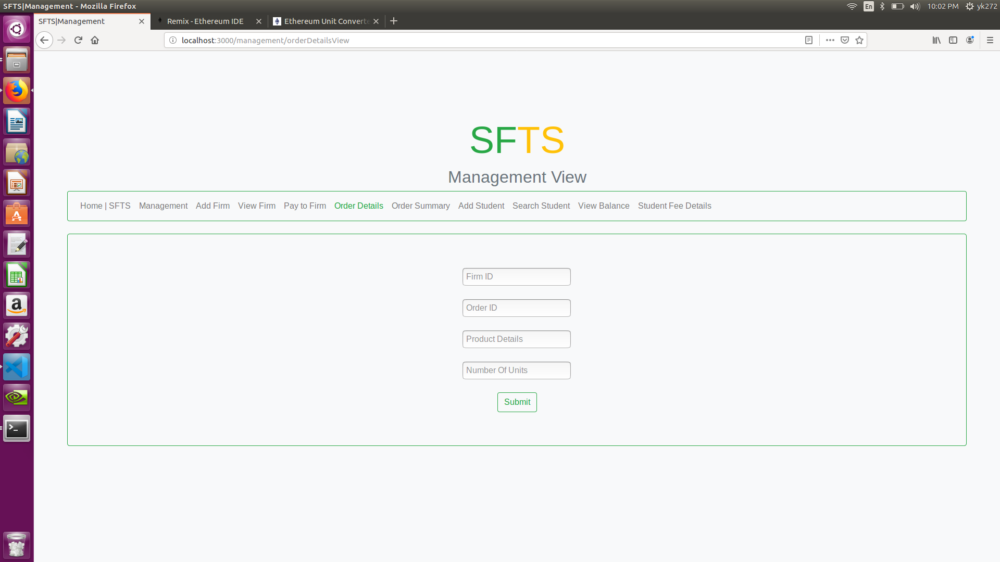 SFTS|Management - Mozilla Firefox
En
10:02 PM
yk272
SFTS|Management
Remix - Ethereum IDE
Ethereum Unit Converte
localhost:3000/management/orderDetailsView
SFTS
Management View
Home | SFTS Management Add Firm View Firm Pay to Firm Order Details Order Summary Add Student Search Student View Balance Student Fee Details
Firm ID
Order ID
Product Details
Number Of Units
Submit